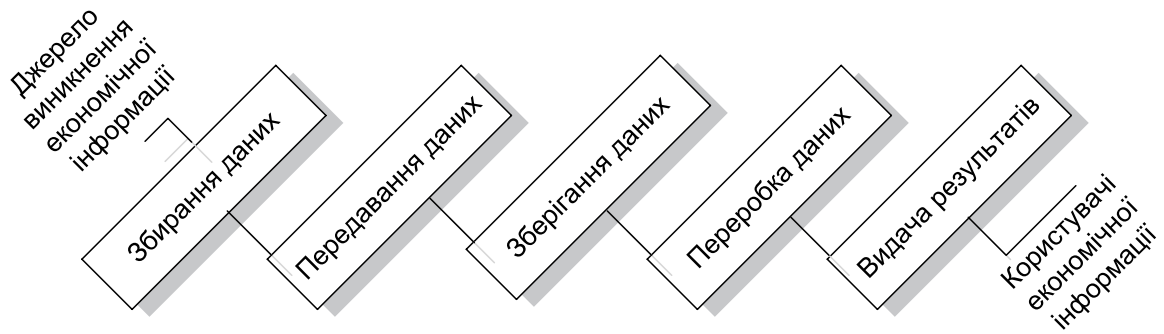 Джерело
виникнення
економічної
інформації
Збирання даних
Передавання даних
Зберігання даних
Переробка даних
Видача результатів
Користувачі
економічної
інформації